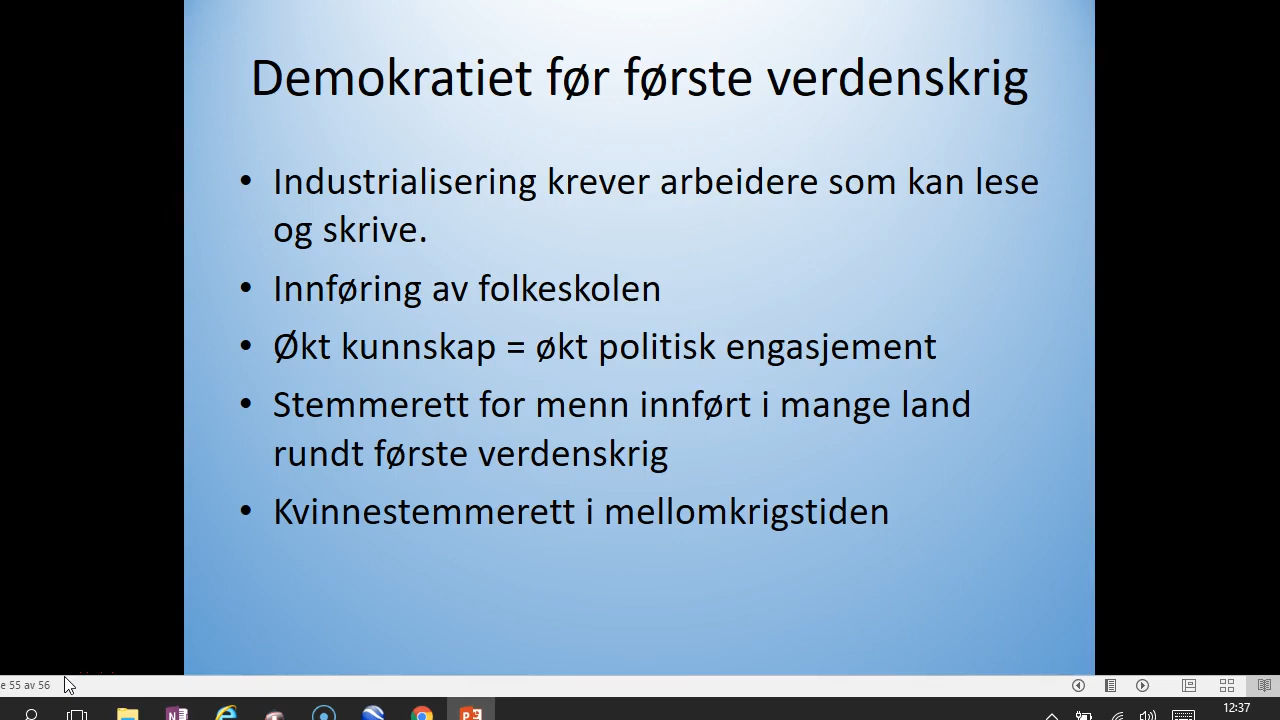 Demokratiet før første verdenskrig
• Industrialisering krever arbeidere som kan lese
og skrive.
• Innføring av folkeskolen
• Økt kunnskap = økt politisk engasjement
• Stemmerett for menn innført i mange land
rundt første verdenskrig
• Kvinnestemmerett i mellomkrigstiden
e 55 av 56
12:37